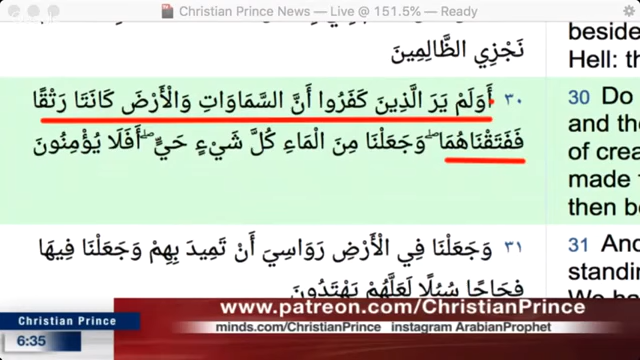 Christian Prince News — Live @ 151.5% — Ready
نَجْزِي الظَّالِمِينَ
٣٠ أَوَلَمْ يَرَ الَّذِينَ كَفَرُوا أَنَّ السَّمَاوَاتِ وَالْأَرْضَ كَانَتَا رَتْقًا
فَفَتَقْنَاهُمَا ۖ وَجَعَلْنَا مِنَ الْمَاءِ كُلَّ شَيْءٍ حَيٍّ ۖ أَفَلَا يُؤْمِنُونَ
٣١ وَجَعَلْنَا فِي الْأَرْضِ رَوَاسِيَ أَنْ تَمِيدَ بِهِمْ وَجَعَلْنَا فِيهَا
فِجَاجًا سُبُلًا لَعَلَّهُمْ يَهْتَدُونَ
beside
Hell: th
30 Do
and the
of crea
made
then be
31 And
standin
We ha
www.patreon.com/ChristianPrince
minds.com/ChristianPrince instagram ArabianProphet
Christian Prince
6:35